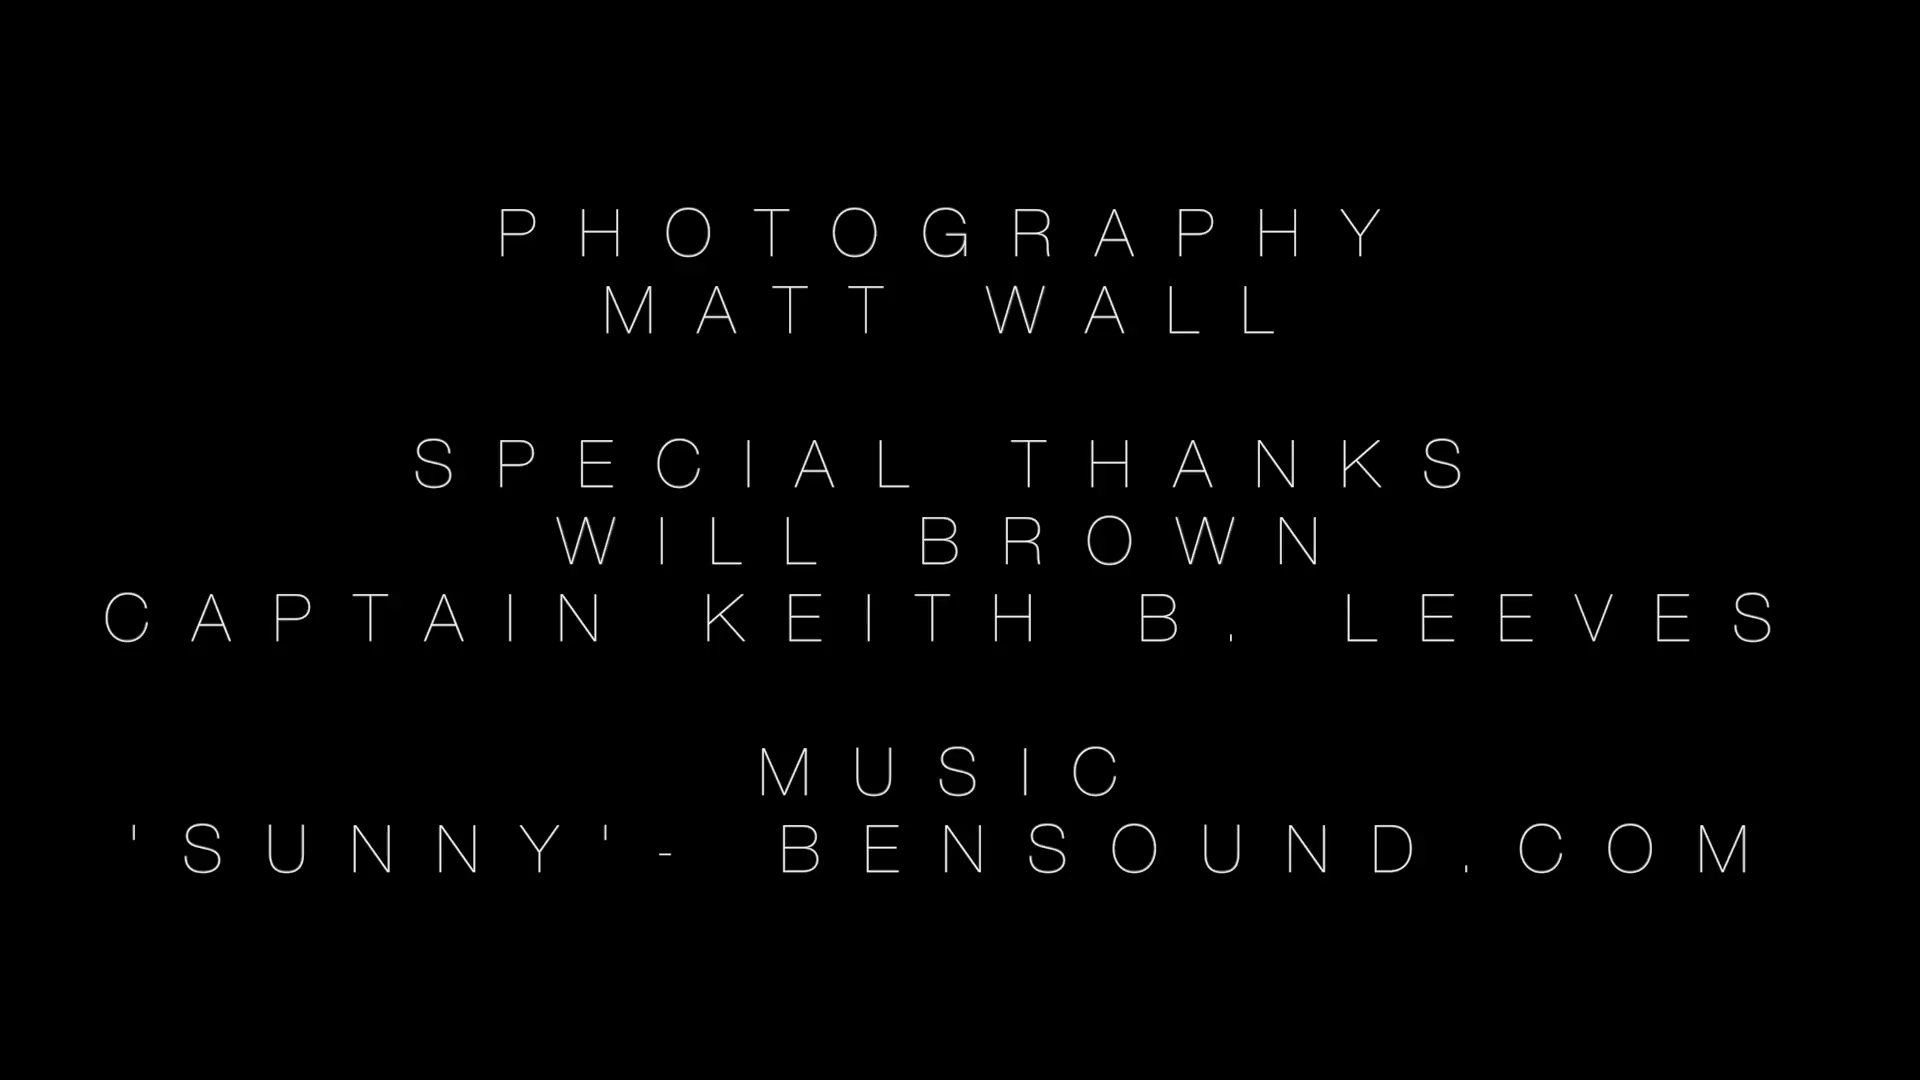 PHOTOGRAPHY
MATT WALL
SPECIAL THANKS
WILL BROWN
CAPTAIN KEITH B. LEEVES
MUSIC
'SUNNY'- BENSOUND.COM